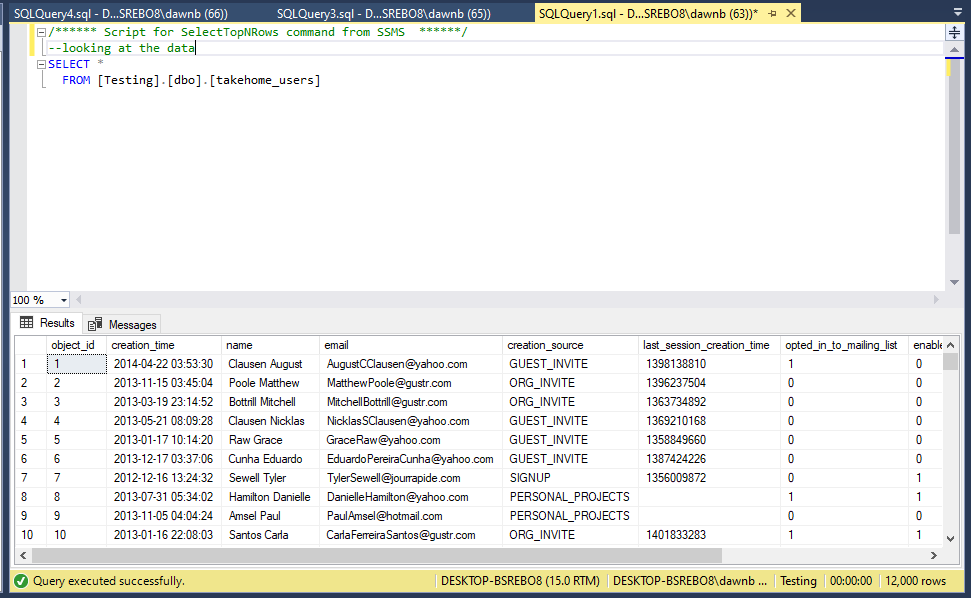 SQLQuery4.sql - D...SREBO8\dawnb (66)) SQLQuery3.sql - D...SREBO8\dawnb (65)) SQLQuery1.sql - D...SREBO8\dawnb (63))*
/****** Script for SelectTopNRows command from SSMS ******/
--looking at the data
SELECT *
FROM [Testing].[dbo].[takehome_users]
100 %
Results Messages
object_id creation_time name email creation_source last_session_creation_time opted_in_to_mailing_list enable
1 1 2014-04-22 03:53:30 Clausen August AugustCClausen@yahoo.com GUEST_INVITE 1398138810 1 0
2 2 2013-11-15 03:45:04 Poole Matthew MatthewPoole@gustr.com ORG_INVITE 1396237504 0 0
3 3 2013-03-19 23:14:52 Bottrill Mitchell MitchellBottrill@gustr.com ORG_INVITE 1363734892 0 0
4 4 2013-05-21 08:09:28 Clausen Nicklas NicklasSClausen@yahoo.com GUEST_INVITE 1369210168 0 0
5 5 2013-01-17 10:14:20 Raw Grace GraceRaw@yahoo.com GUEST_INVITE 1358849660 0 0
6 6 2013-12-17 03:37:06 Cunha Eduardo EduardoPereiraCunha@yahoo.com GUEST_INVITE 1387424226 0 0
7 7 2012-12-16 13:24:32 Sewell Tyler TylerSewell@jourrapide.com SIGNUP 1356009872 0 1
8 8 2013-07-31 05:34:02 Hamilton Danielle DanielleHamilton@yahoo.com PERSONAL_PROJECTS 1 1
9 9 2013-11-05 04:04:24 Amsel Paul PaulAmsel@hotmail.com PERSONAL_PROJECTS 0 1
10 10 2013-01-16 22:08:03 Santos Carla CarlaFerreiraSantos@gustr.com ORG_INVITE 1401833283 1 1
Query executed successfully. DESKTOP-BSREBO8 (15.0 RTM) DESKTOP-BSREBO8\dawnb ... Testing 00:00:00 12,000 rows